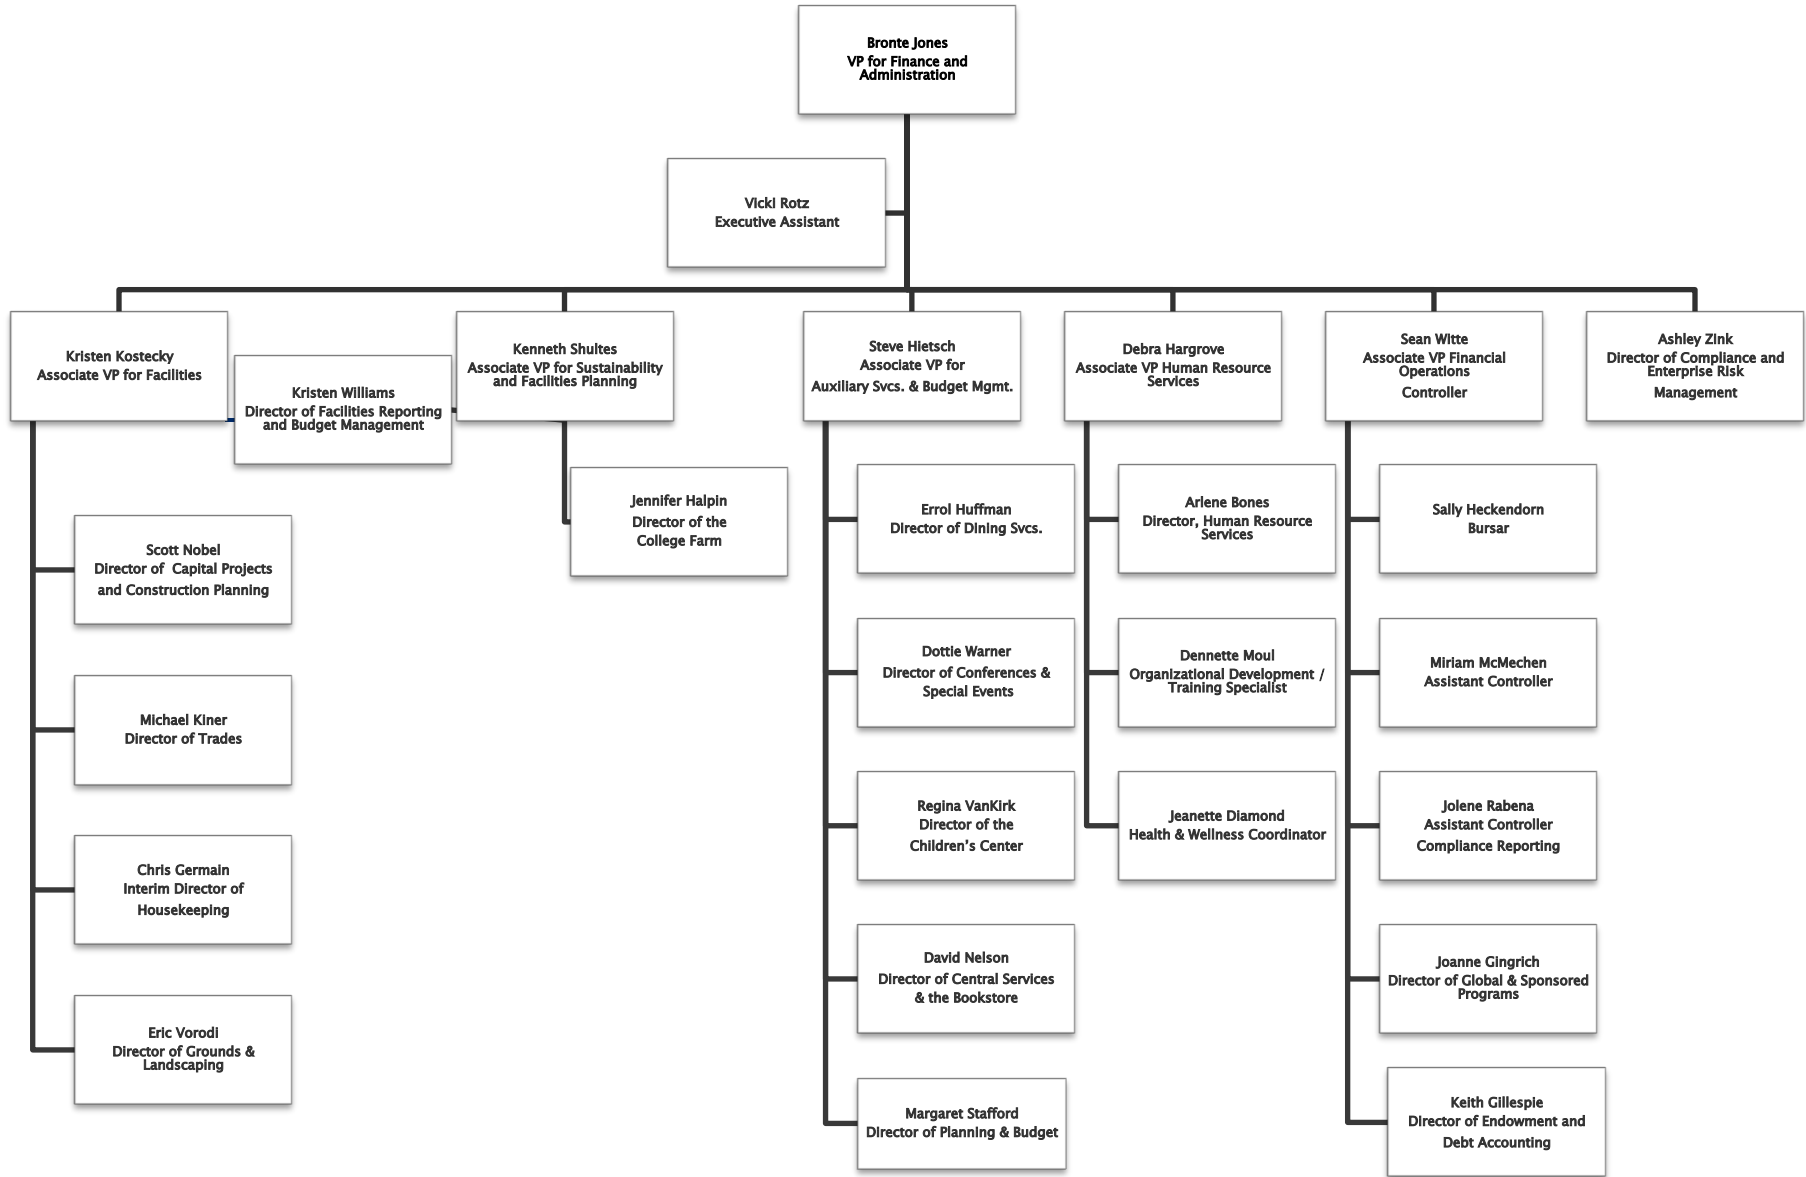 Bronte Jones
VP for Finance and
Administration
Vicki Rotz
Executive Assistant
Kristen Kostecky
Associate VP for Facilities
Kristen Williams
Director of Facilities Reporting
and Budget Management
Kenneth Shultes
Associate VP for Sustainability
and Facilities Planning
Steve Hietsch
Associate VP for
Auxiliary Svcs. & Budget Mgmt.
Debra Hargrove
Associate VP Human Resource
Services
Sean Witte
Associate VP Financial
Operations
Controller
Ashley Zink
Director of Compliance and
Enterprise Risk
Management
Scott Nobel
Director of  Capital Projects
and Construction Planning
Michael Kiner
Director of Trades
Chris Germain
Interim Director of
Housekeeping
Eric Vorodi
Director of Grounds &
Landscaping
Jennifer Halpin
Director of the
College Farm
Errol Huffman
Director of Dining Svcs.
Dottie Warner
Director of Conferences &
Special Events
Regina VanKirk
Director of the
Children’s Center
David Nelson
Director of Central Services
& the Bookstore
Margaret Stafford
Director of Planning & Budget
Arlene Bones
Director, Human Resource
Services
Dennette Moul
Organizational Development /
Training Specialist
Jeanette Diamond
Health & Wellness Coordinator
Sally Heckendorn
Bursar
Miriam McMechen
Assistant Controller
Jolene Rabena
Assistant Controller
Compliance Reporting
Joanne Gingrich
Director of Global & Sponsored
Programs
Keith Gillespie
Director of Endowment and
Debt Accounting